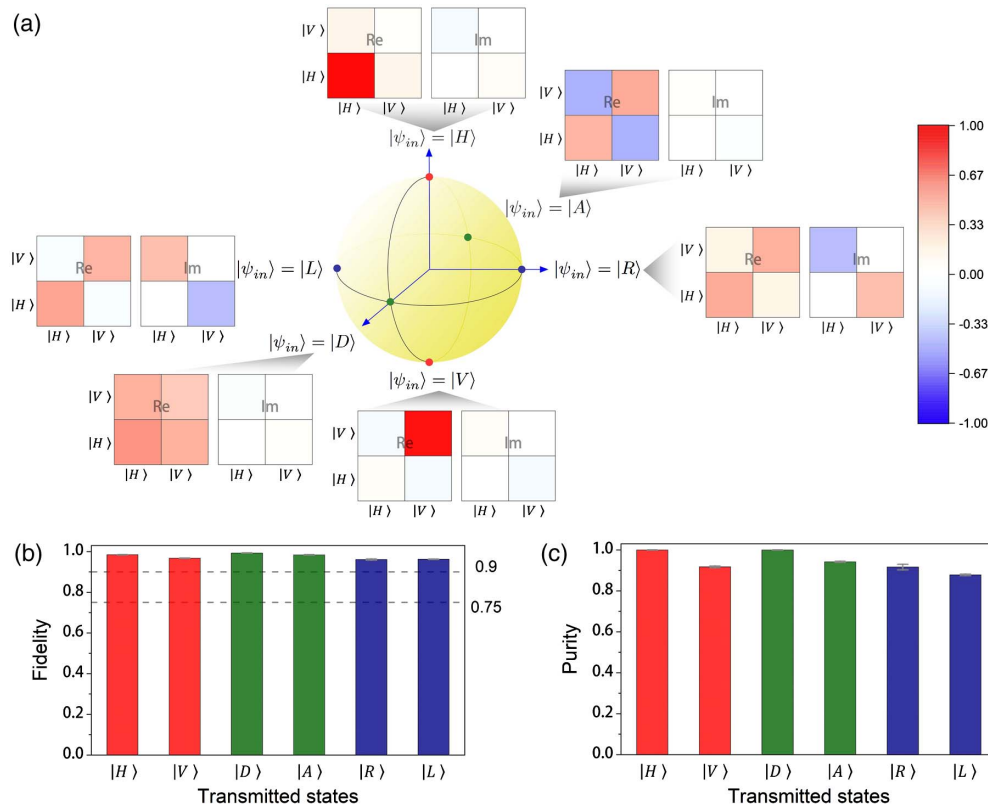 (a)
|V⟩
|H⟩
Re
Im
|H⟩ |V⟩ |H⟩ |V⟩
|ψin⟩ = |H⟩
|V⟩
|H⟩
Re
Im
|H⟩ |V⟩ |H⟩ |V⟩
|ψin⟩ = |A⟩
1.00
0.67
0.33
0.00
-0.33
-0.67
-1.00
|V⟩
|H⟩
Re
Im
|H⟩ |V⟩ |H⟩ |V⟩
|ψin⟩ = |L⟩
|ψin⟩ = |R⟩
|V⟩
|H⟩
Re
Im
|H⟩ |V⟩ |H⟩ |V⟩
|ψin⟩ = |D⟩
|V⟩
|H⟩
Re
Im
|H⟩ |V⟩ |H⟩ |V⟩
|ψin⟩ = |V⟩
|V⟩
|H⟩
Re
Im
|H⟩ |V⟩ |H⟩ |V⟩
(b)
Fidelity
1.0
0.8
0.6
0.4
0.2
0.0
0.9
0.75
|H⟩ |V⟩ |D⟩ |A⟩ |R⟩ |L⟩
Transmitted states
(c)
Purity
1.0
0.8
0.6
0.4
0.2
0.0
|H⟩ |V⟩ |D⟩ |A⟩ |R⟩ |L⟩
Transmitted states